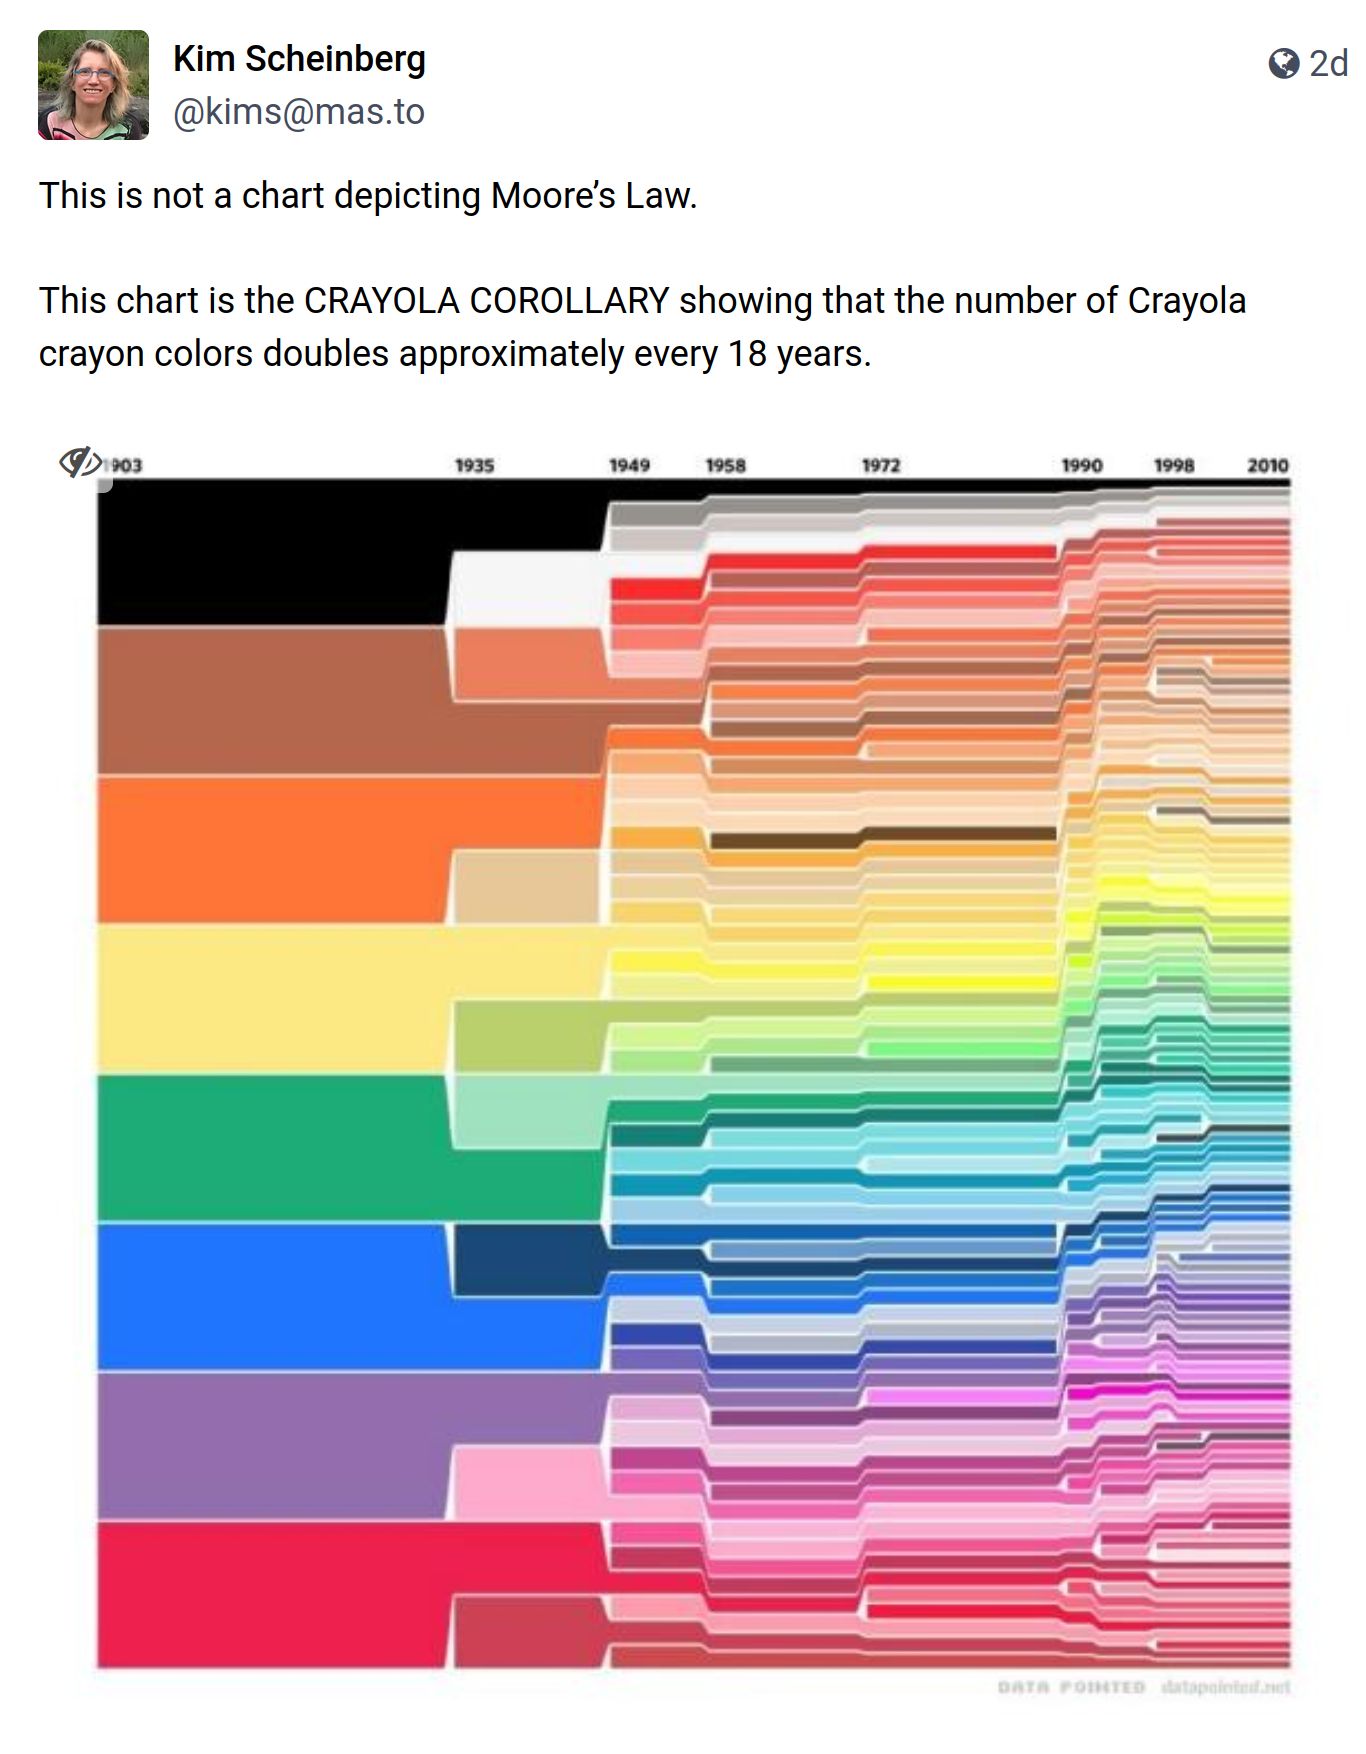 Kim Scheinberg
2d
@kims@mas.to
This is not a chart depicting Moore’s Law.
This chart is the CRAYOLA COROLLARY showing that the number of Crayola
crayon colors doubles approximately every 18 years.
1903 1935 1949 1958 1972 1990 1998 2010
DATA POINTED datapointed.net